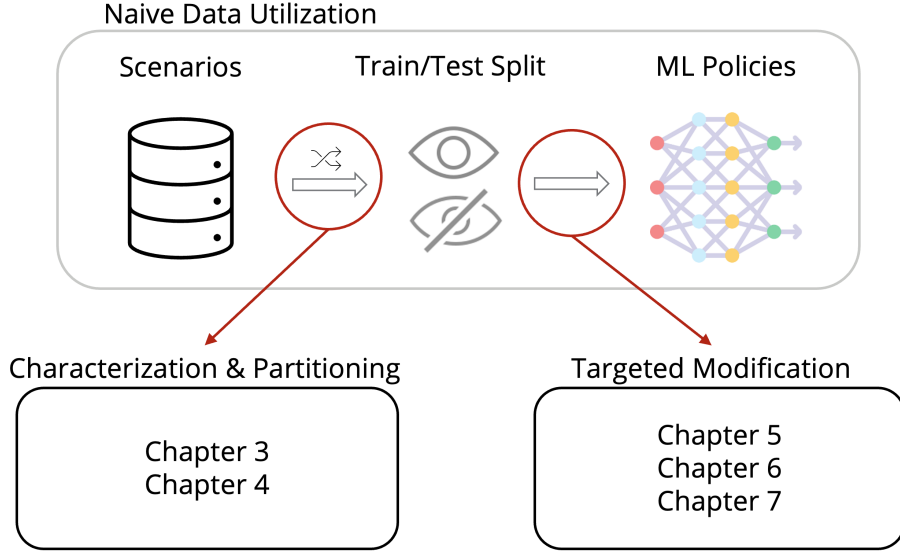 Naive Data Utilization
Scenarios
Train/Test Split
ML Policies
Characterization & Partitioning
Targeted Modification
Chapter 3
Chapter 4
Chapter 5
Chapter 6
Chapter 7